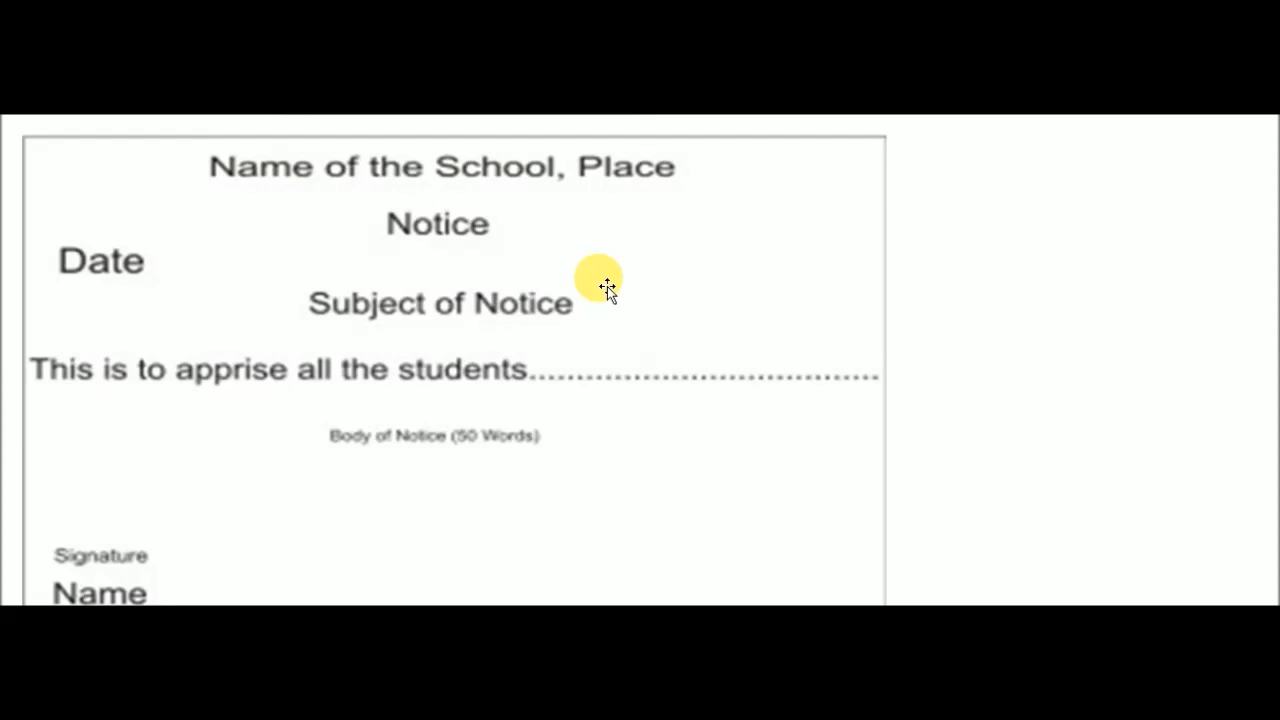 Name of the School, Place
Notice
Date
Subject of Notice
This is to apprise all the students.....................................
Body of Notice (50 Words)
Signature
Name